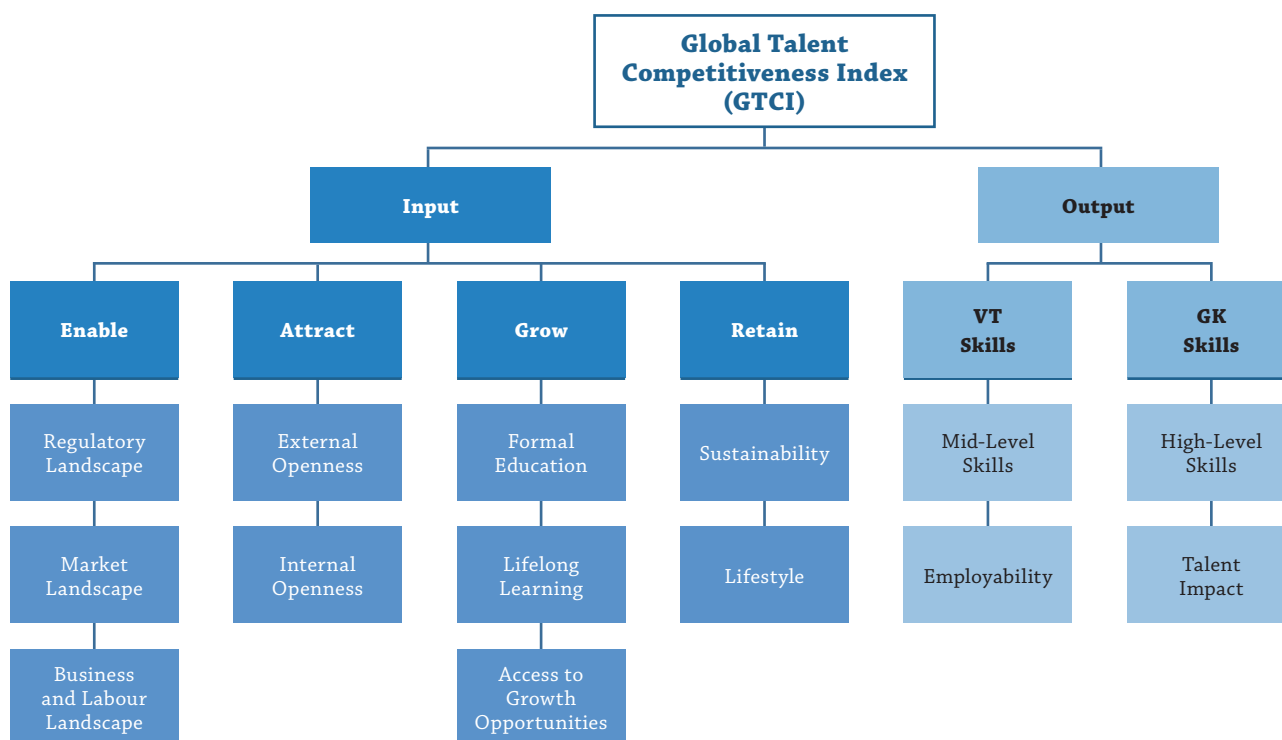 Global Talent
Competitiveness Index
(GTCI)
Input
Output
Enable
Attract
Grow
Retain
VT
Skills
GK
Skills
Regulatory
Landscape
External
Openness
Formal
Education
Sustainability
Mid-Level
Skills
High-Level
Skills
Market
Landscape
Internal
Openness
Lifelong
Learning
Lifestyle
Employability
Talent
Impact
Business
and Labour
Landscape
Access to
Growth
Opportunities